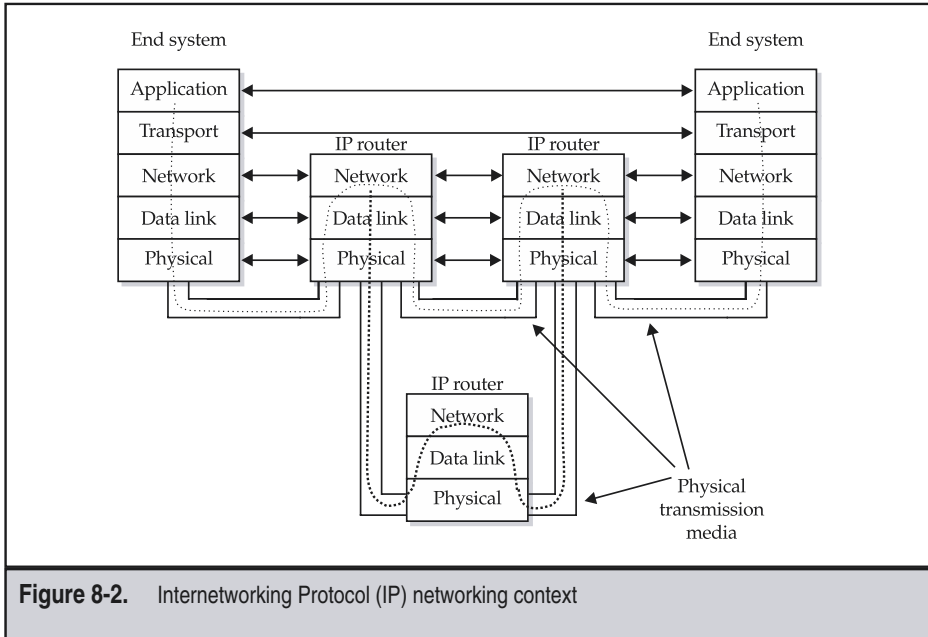 End system
End system
Application
Transport
Network
Data link
Physical
IP router
Network
Data link
Physical
IP router
Network
Data link
Physical
Application
Transport
Network
Data link
Physical
IP router
Network
Data link
Physical
Physical
transmission
media
Figure 8-2. Internetworking Protocol (IP) networking context